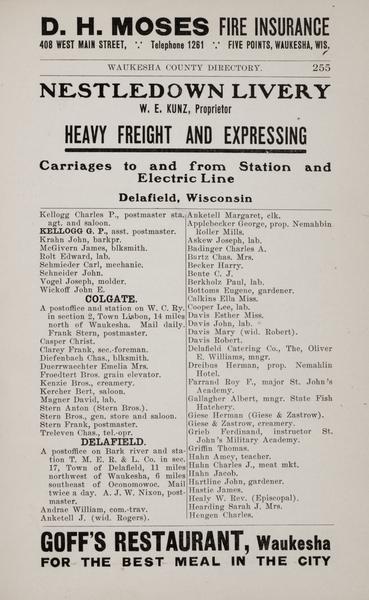 D. H. MOSES FIRE INSURANCE
408 WEST MAIN STREET, ∵ Telephone 1261 ∵ FIVE POINTS, WAUKESHA, WIS.
WAUKESHA COUNTY DIRECTORY. 255
NESTLEDOWN LIVERY
W. E. KUNZ, Proprietor
HEAVY FREIGHT AND EXPRESSING
Carriages to and from Station and
Electric Line
Delafield, Wisconsin
Kellogg Charles P., postmaster sta.
agt. and saloon.
KELLOGG G. P., asst. postmaster.
Krahn John, barkpr.
McGivern James, blksmith.
Rolt Edward, lab.
Schmieder Carl, mechanic.
Schneider John.
Vogel Joseph, molder.
Wickoff John E.
COLGATE.
A postoffice and station on W. C. Ry.
in section 2, Town Lisbon, 14 miles
north of Waukesha. Mail daily.
Frank Stern, postmaster.
Casper Christ.
Clarey Frank, sec.-foreman.
Diefenbach Chas., blksmith.
Duerrwaechter Emelia Mrs.
Froedtert Bros. grain elevator.
Kenzie Bros., creamery.
Kercher Bert, saloon.
Magner David, lab.
Stern Anton (Stern Bros.).
Stern Bros., gen. store and saloon.
Stern Frank, postmaster.
Treleven Chas., tel.-opr.
DELAFIELD.
A postoffice on Bark river and sta-
tion T. M. E. R. & L. Co. in sec.
17, Town of Delafield, 11 miles
northwest of Waukesha, 6 miles
southeast of Oconomowoc. Mail
twice a day. A. J. W. Nixon, post-
master.
Andrae William, com.-trav.
Anketell J. (wid. Rogers).
Anketell Margaret, clk.
Applebecker George, prop. Nemahbin
Roller Mills.
Askew Joseph, lab.
Badinger Charles A.
Bartz Chas. Mrs.
Becker Harry.
Bente C. J.
Berkholz Paul, lab.
Bottoms Eugene, gardener.
Calkins Ella Miss.
Cooper Lee, lab.
Davis Esther Miss.
Davis John, lab.
Davis Mary (wid. Robert).
Davis Robert.
Delafield Catering Co., The, Oliver
E. Williams, mngr.
Dreibus Herman, prop. Nemahlin
Hotel.
Farrand Roy F., major St. John's
Academy.
Gallagher Albert, mngr. State Fish
Hatchery.
Giese Herman (Giese & Zastrow).
Giese & Zastrow, creamery.
Grieb Ferdinand, instructor St.
John's Military Academy.
Griffin Thomas.
Hahn Amey, teacher.
Hahn Charles J., meat mkt.
Hahn Jacob.
Hartline John, gardener.
Hastie James.
Healy W. Rev. (Episcopal).
Hearding Sarah J. Mrs.
Hengen Charles.
GOFF'S RESTAURANT, Waukesha
FOR THE BEST MEAL IN THE CITY